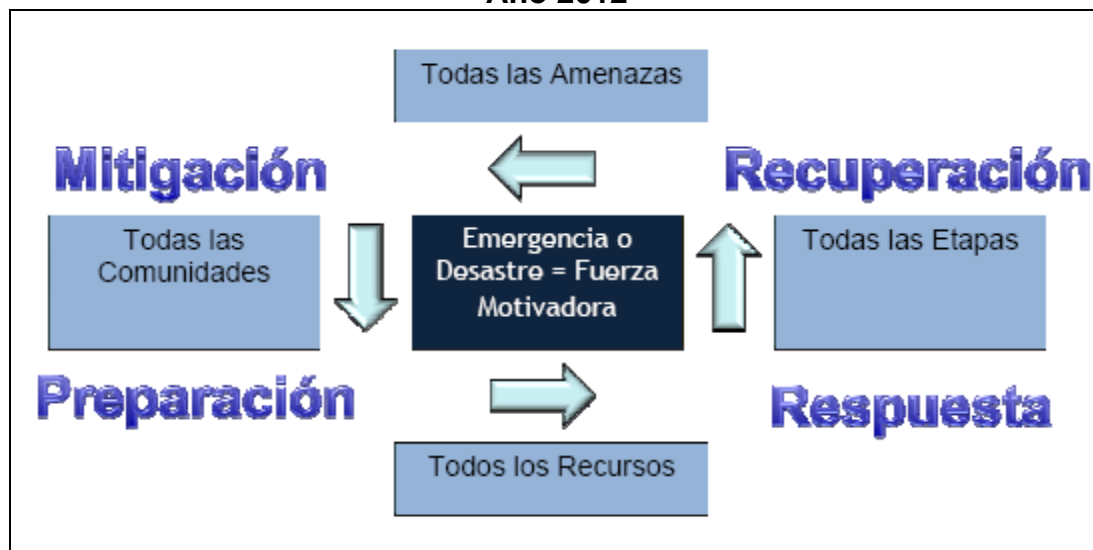 Año 2012
Todas las Amenazas
Mitigación
Recuperación
Todas las
Comunidades
Emergencia o
Desastre = Fuerza
Motivadora
Todas las Etapas
Preparación
Respuesta
Todos los Recursos